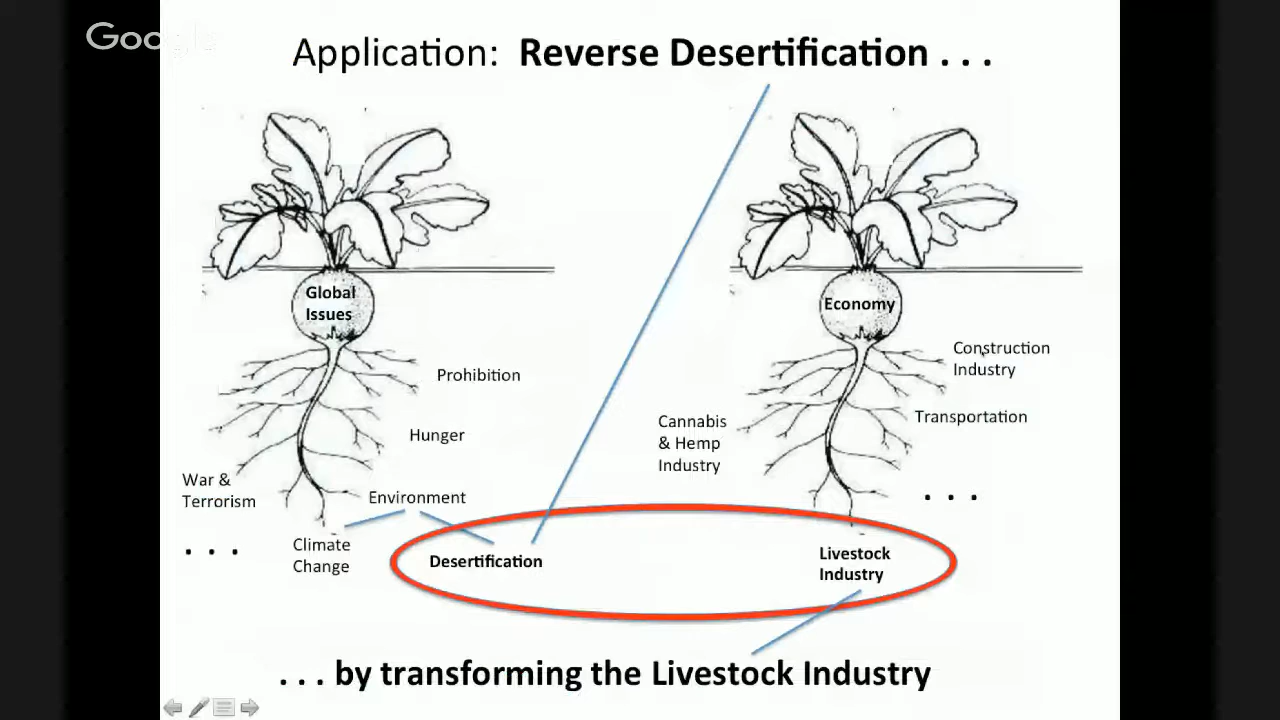 Google
Application: Reverse Desertification . . .
Global
Issues
Prohibition
Hunger
War &
Terrorism
Environment
. . .
Climate
Change
Desertification
Economy
Construction
Industry
Transportation
Cannabis
& Hemp
Industry
. . .
Livestock
Industry
. . . by transforming the Livestock Industry